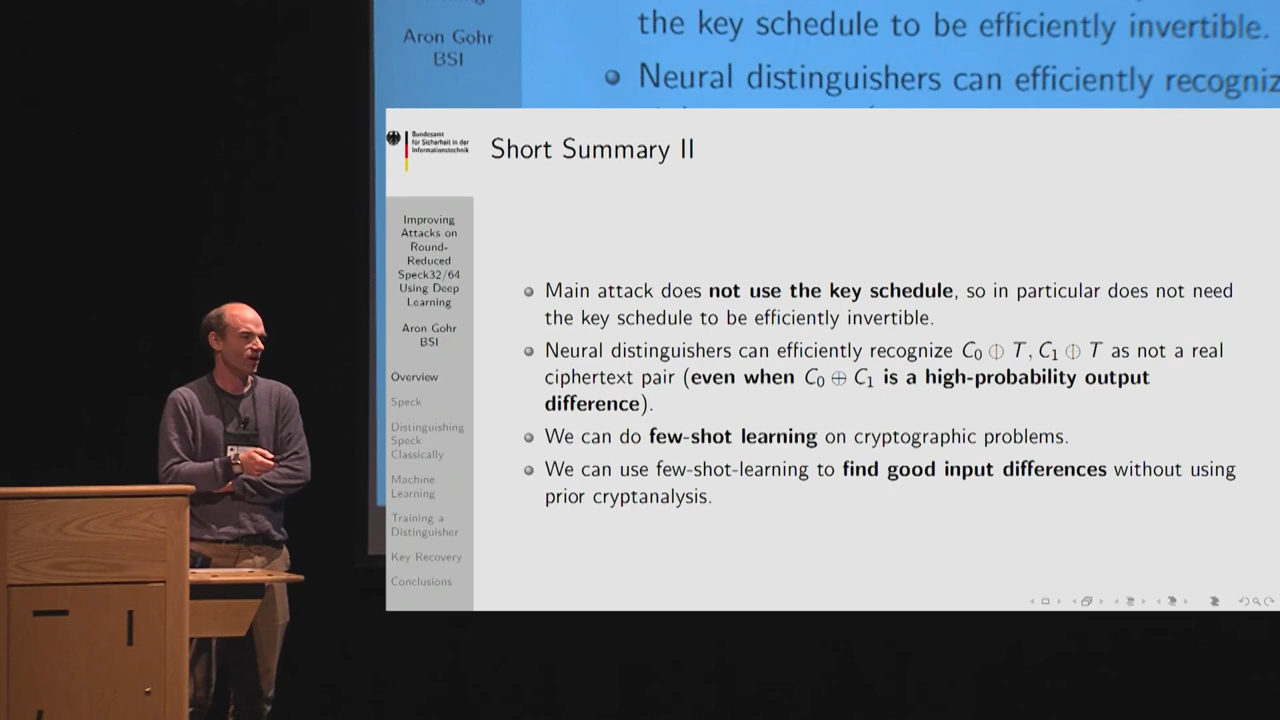 Aron Gohr
BSI
the key schedule to be efficiently invertible.
Neural distinguishers can efficiently recogniz
Bundesamt
für Sicherheit in der
Informationstechnik
Short Summary II
Improving
Attacks on
Round-
Reduced
Speck32/64
Using Deep
Learning
Aron Gohr
BSI
Overview
Speck
Distinguishing
Speck
Classically
Machine
Learning
Training a
Distinguisher
Key Recovery
Conclusions
Main attack does not use the key schedule, so in particular does not need
the key schedule to be efficiently invertible.
Neural distinguishers can efficiently recognize C₀ ⊕ T, C₁ ⊕ T as not a real
ciphertext pair (even when C₀ ⊕ C₁ is a high-probability output
difference).
We can do few-shot learning on cryptographic problems.
We can use few-shot-learning to find good input differences without using
prior cryptanalysis.